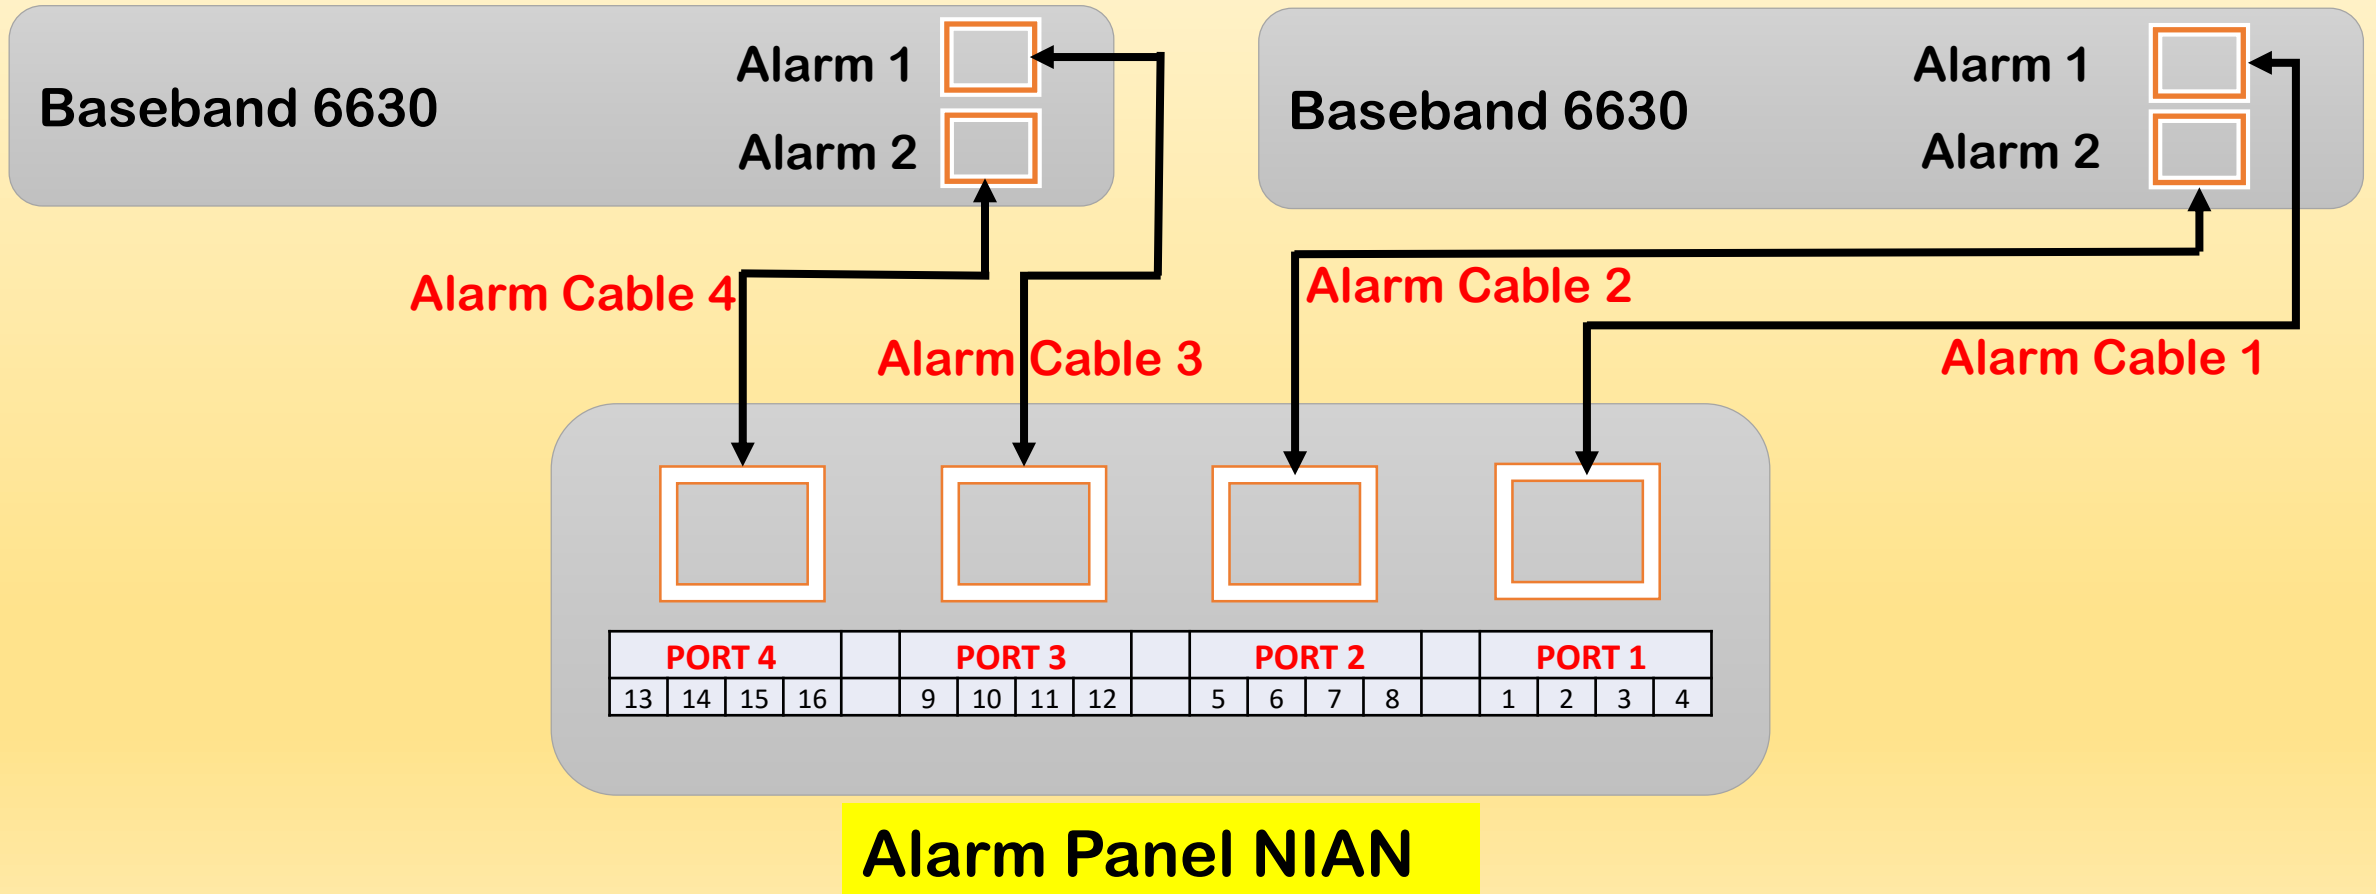 Alarm 1
Baseband 6630
Alarm 2
Alarm 1
Baseband 6630
Alarm 2
Alarm Cable 4
Alarm Cable 3
Alarm Cable 2
Alarm Cable 1
PORT 4 PORT 3 PORT 2 PORT 1
13 14 15 16 9 10 11 12 5 6 7 8 1 2 3 4
Alarm Panel NIAN